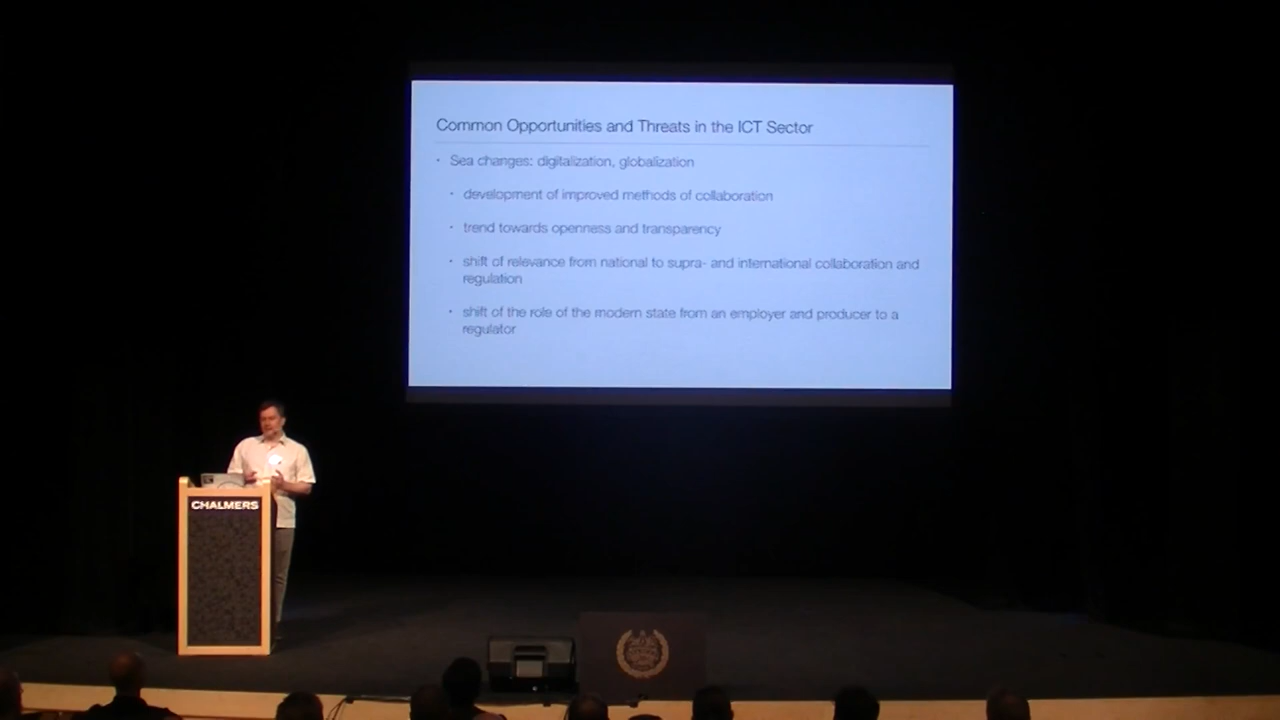 Common Opportunities and Threats in the ICT Sector
• Sea changes: digitalization, globalization
• development of improved methods of collaboration
• trend towards openness and transparency
• shift of relevance from national to supra- and international collaboration and
regulation
• shift of the role of the modern state from an employer and producer to a
regulator
CHALMERS